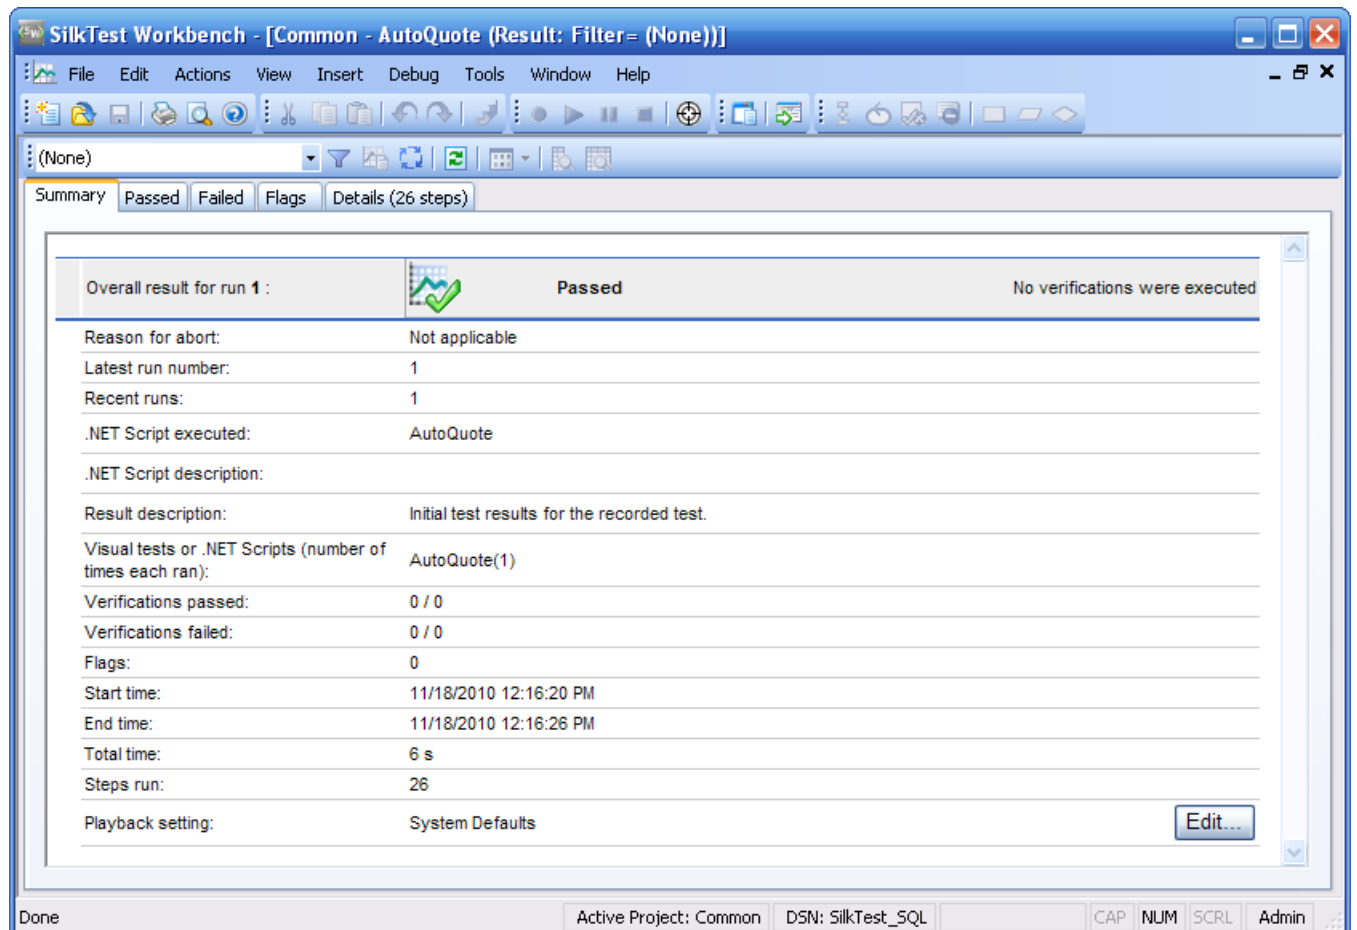 SilkTest Workbench - [Common - AutoQuote (Result: Filter= (None))]
File Edit Actions View Insert Debug Tools Window Help
(None)
Summary Passed Failed Flags Details (26 steps)
Overall result for run 1 : Passed No verifications were executed
Reason for abort: Not applicable
Latest run number: 1
Recent runs: 1
.NET Script executed: AutoQuote
.NET Script description:
Result description: Initial test results for the recorded test.
Visual tests or .NET Scripts (number of
times each ran): AutoQuote(1)
Verifications passed: 0 / 0
Verifications failed: 0 / 0
Flags: 0
Start time: 11/18/2010 12:16:20 PM
End time: 11/18/2010 12:16:26 PM
Total time: 6 s
Steps run: 26
Playback setting: System Defaults Edit...
Done Active Project: Common DSN: SilkTest_SQL CAP NUM SCRL Admin